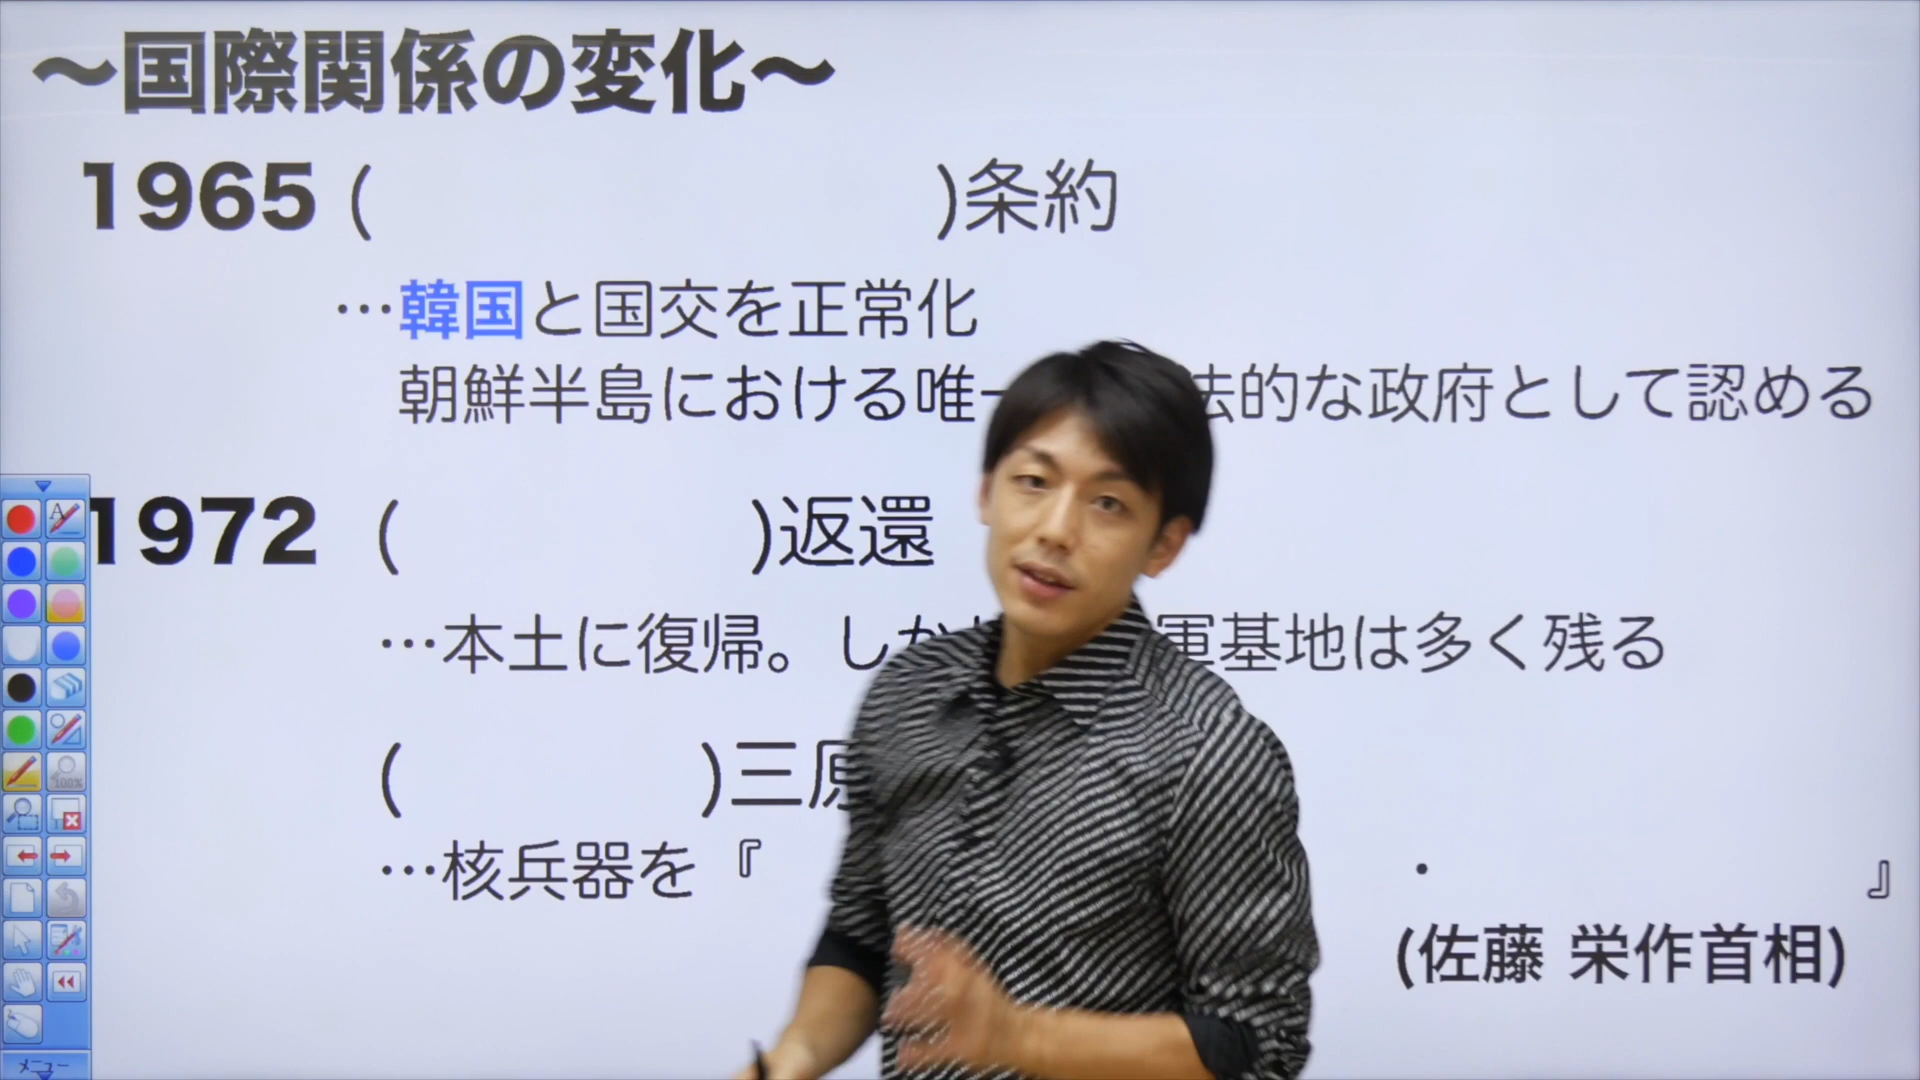 ～国際関係の変化～
1965 (　　　　　　　)条約
…韓国と国交を正常化
朝鮮半島における唯一 法的な政府として認める
1972 (　　　　　)返還
…本土に復帰。しか 軍基地は多く残る
(　　　　)三原
…核兵器を『　　　　　　　　・　　　　　　』
(佐藤 栄作首相)
A
100%
メニュー